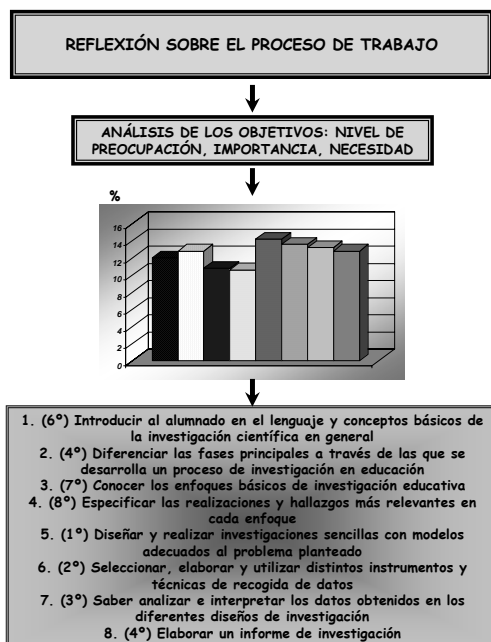 REFLEXIÓN SOBRE EL PROCESO DE TRABAJO
ANÁLISIS DE LOS OBJETIVOS: NIVEL DE
PREOCUPACIÓN, IMPORTANCIA, NECESIDAD
%
16
14
12
10
8
6
4
2
0
1. (6º) Introducir al alumnado en el lenguaje y conceptos básicos de
la investigación científica en general
2. (4º) Diferenciar las fases principales a través de las que se
desarrolla un proceso de investigación en educación
3. (7º) Conocer los enfoques básicos de investigación educativa
4. (8º) Especificar las realizaciones y hallazgos más relevantes en
cada enfoque
5. (1º) Diseñar y realizar investigaciones sencillas con modelos
adecuados al problema planteado
6. (2º) Seleccionar, elaborar y utilizar distintos instrumentos y
técnicas de recogida de datos
7. (3º) Saber analizar e interpretar los datos obtenidos en los
diferentes diseños de investigación
8. (4º) Elaborar un informe de investigación